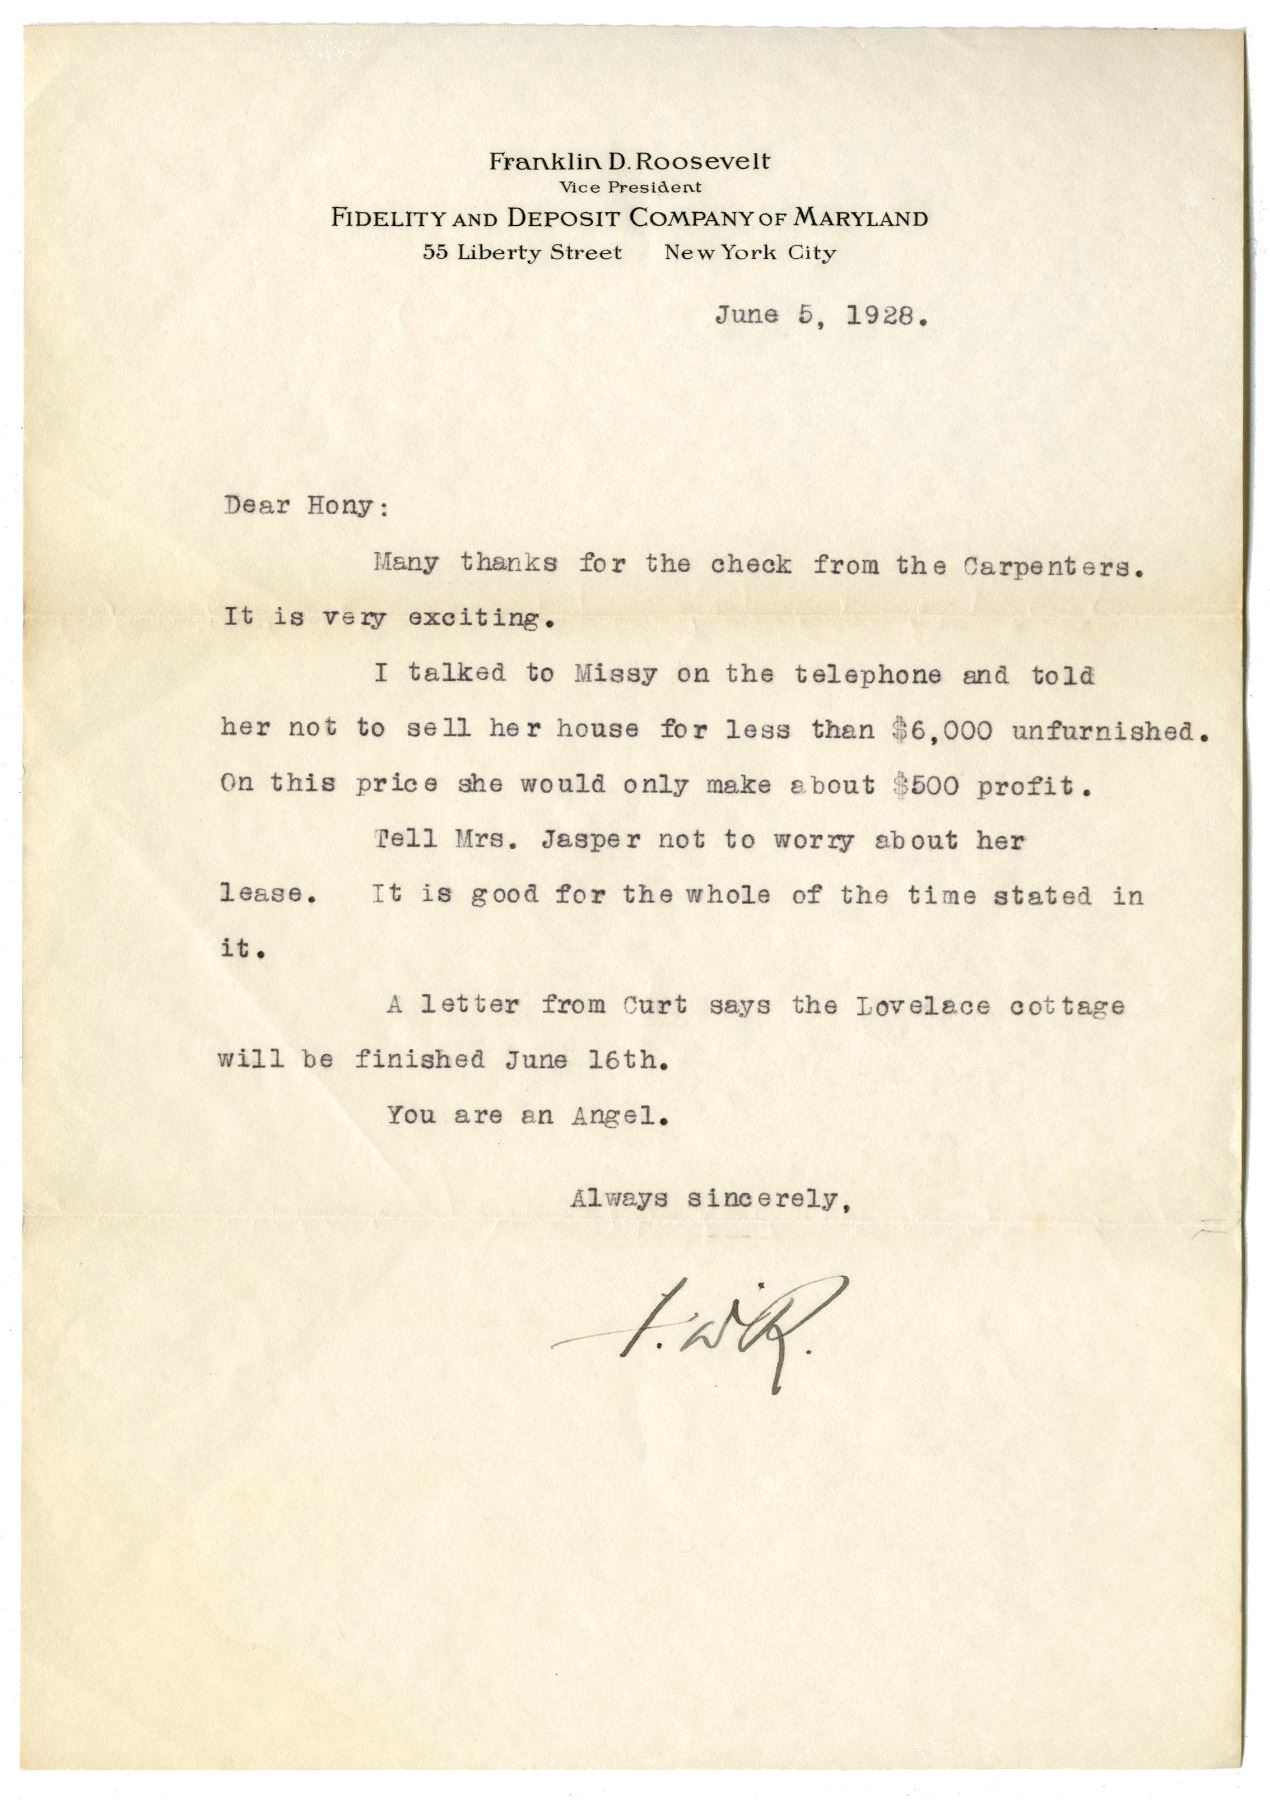 Franklin D. Roosevelt
Vice President
FIDELITY AND DEPOSIT COMPANY OF MARYLAND
55 Liberty Street New York City
June 5, 1928.
Dear Hony:
Many thanks for the check from the Carpenters.
It is very exciting.
I talked to Missy on the telephone and told
her not to sell her house for less than $6,000 unfurnished.
On this price she would only make about $500 profit.
Tell Mrs. Jasper not to worry about her
lease. It is good for the whole of the time stated in
it.
A letter from Curt says the Lovelace cottage
will be finished June 16th.
You are an Angel.
Always sincerely,
F.D.R.